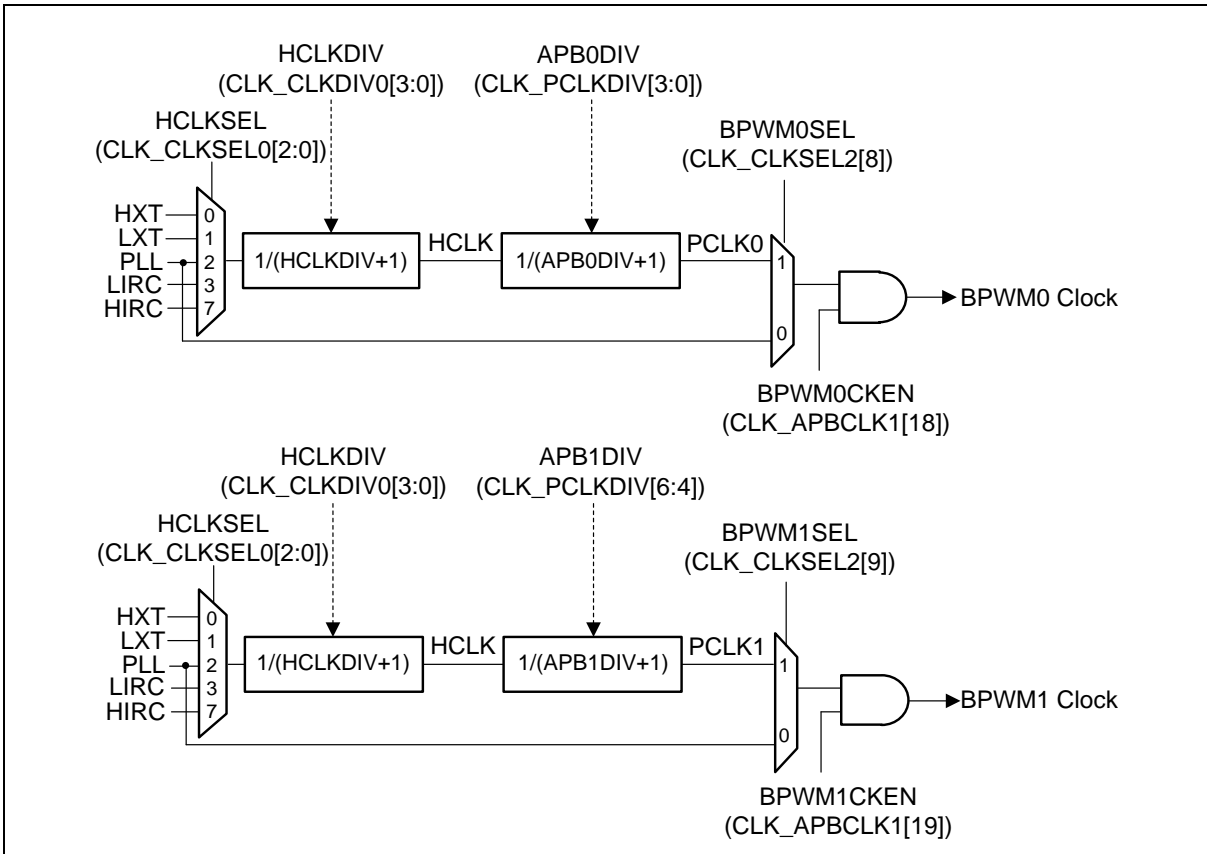 HCLKDIV
(CLK_CLKDIV0[3:0])
APB0DIV
(CLK_PCLKDIV[3:0])
HCLKSEL
(CLK_CLKSEL0[2:0])
BPWM0SEL
(CLK_CLKSEL2[8])
HXT
0
LXT
1
PLL
2
LIRC
3
HIRC
7
1/(HCLKDIV+1)
HCLK
1/(APB0DIV+1)
PCLK0
1
0
BPWM0 Clock
BPWM0CKEN
(CLK_APBCLK1[18])
HCLKDIV
(CLK_CLKDIV0[3:0])
APB1DIV
(CLK_PCLKDIV[6:4])
HCLKSEL
(CLK_CLKSEL0[2:0])
BPWM1SEL
(CLK_CLKSEL2[9])
HXT
0
LXT
1
PLL
2
LIRC
3
HIRC
7
1/(HCLKDIV+1)
HCLK
1/(APB1DIV+1)
PCLK1
1
0
BPWM1 Clock
BPWM1CKEN
(CLK_APBCLK1[19])